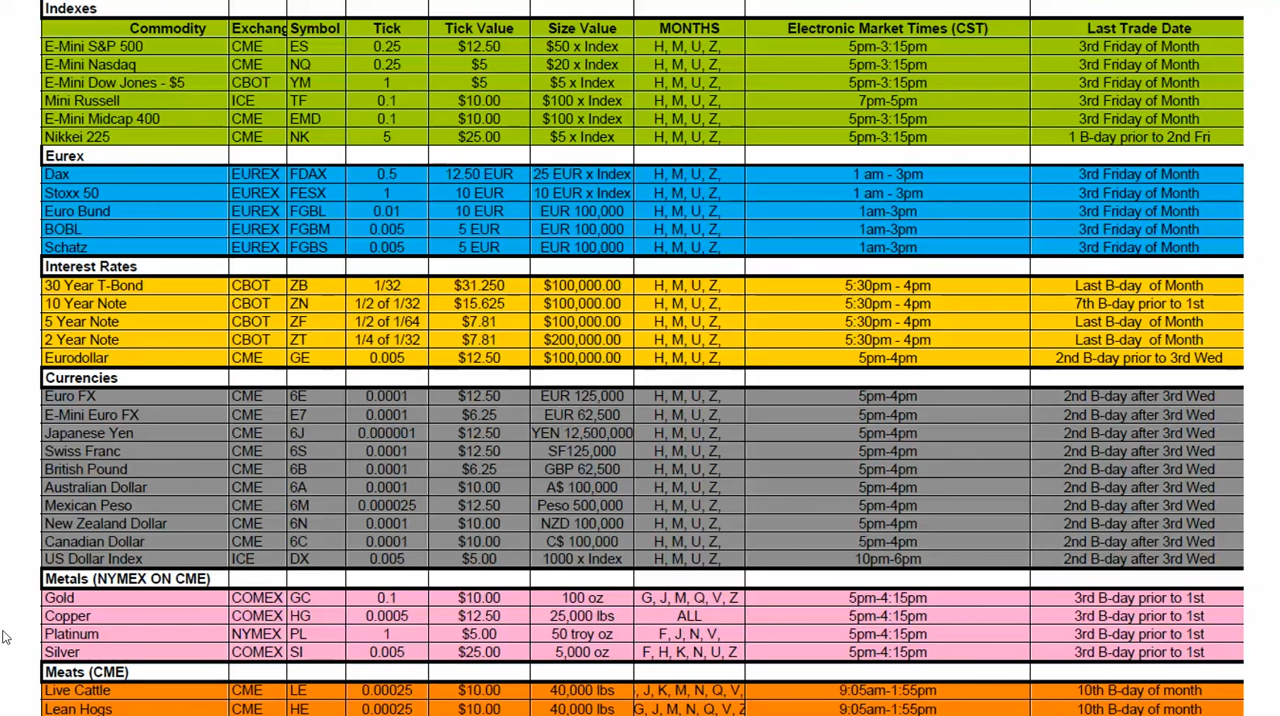 Indexes
Commodity Exchang Symbol Tick Tick Value Size Value MONTHS Electronic Market Times (CST) Last Trade Date
E-Mini S&P 500 CME ES 0.25 $12.50 $50 x Index H, M, U, Z, 5pm-3:15pm 3rd Friday of Month
E-Mini Nasdaq CME NQ 0.25 $5 $20 x Index H, M, U, Z, 5pm-3:15pm 3rd Friday of Month
E-Mini Dow Jones - $5 CBOT YM 1 $5 $5 x Index H, M, U, Z, 5pm-3:15pm 3rd Friday of Month
Mini Russell ICE TF 0.1 $10.00 $100 x Index H, M, U, Z, 7pm-5pm 3rd Friday of Month
E-Mini Midcap 400 CME EMD 0.1 $10.00 $100 x Index H, M, U, Z, 5pm-3:15pm 3rd Friday of Month
Nikkei 225 CME NK 5 $25.00 $5 x Index H, M, U, Z, 5pm-3:15pm 1 B-day prior to 2nd Fri
Eurex
Dax EUREX FDAX 0.5 12.50 EUR 25 EUR x Index H, M, U, Z, 1 am - 3pm 3rd Friday of Month
Stoxx 50 EUREX FESX 1 10 EUR 10 EUR x Index H, M, U, Z, 1 am - 3pm 3rd Friday of Month
Euro Bund EUREX FGBL 0.01 10 EUR EUR 100,000 H, M, U, Z, 1am-3pm 3rd Friday of Month
BOBL EUREX FGBM 0.005 5 EUR EUR 100,000 H, M, U, Z, 1am-3pm 3rd Friday of Month
Schatz EUREX FGBS 0.005 5 EUR EUR 100,000 H, M, U, Z, 1am-3pm 3rd Friday of Month
Interest Rates
30 Year T-Bond CBOT ZB 1/32 $31.250 $100,000.00 H, M, U, Z, 5:30pm - 4pm Last B-day of Month
10 Year Note CBOT ZN 1/2 of 1/32 $15.625 $100,000.00 H, M, U, Z, 5:30pm - 4pm 7th B-day prior to 1st
5 Year Note CBOT ZF 1/2 of 1/64 $7.81 $100,000.00 H, M, U, Z, 5:30pm - 4pm Last B-day of Month
2 Year Note CBOT ZT 1/4 of 1/32 $7.81 $200,000.00 H, M, U, Z, 5:30pm - 4pm Last B-day of Month
Eurodollar CME GE 0.005 $12.50 $100,000.00 H, M, U, Z, 5pm-4pm 2nd B-day prior to 3rd Wed
Currencies
Euro FX CME 6E 0.0001 $12.50 EUR 125,000 H, M, U, Z, 5pm-4pm 2nd B-day after 3rd Wed
E-Mini Euro FX CME E7 0.0001 $6.25 EUR 62,500 H, M, U, Z, 5pm-4pm 2nd B-day after 3rd Wed
Japanese Yen CME 6J 0.000001 $12.50 YEN 12,500,000 H, M, U, Z, 5pm-4pm 2nd B-day after 3rd Wed
Swiss Franc CME 6S 0.0001 $12.50 SF125,000 H, M, U, Z, 5pm-4pm 2nd B-day after 3rd Wed
British Pound CME 6B 0.0001 $6.25 GBP 62,500 H, M, U, Z, 5pm-4pm 2nd B-day after 3rd Wed
Australian Dollar CME 6A 0.0001 $10.00 A$ 100,000 H, M, U, Z, 5pm-4pm 2nd B-day after 3rd Wed
Mexican Peso CME 6M 0.000025 $12.50 Peso 500,000 H, M, U, Z, 5pm-4pm 2nd B-day after 3rd Wed
New Zealand Dollar CME 6N 0.0001 $10.00 NZD 100,000 H, M, U, Z, 5pm-4pm 2nd B-day after 3rd Wed
Canadian Dollar CME 6C 0.0001 $10.00 C$ 100,000 H, M, U, Z, 5pm-4pm 2nd B-day after 3rd Wed
US Dollar Index ICE DX 0.005 $5.00 1000 x Index H, M, U, Z, 10pm-6pm 2nd B-day after 3rd Wed
Metals (NYMEX ON CME)
Gold COMEX GC 0.1 $10.00 100 oz G, J, M, Q, V, Z 5pm-4:15pm 3rd B-day prior to 1st
Copper COMEX HG 0.0005 $12.50 25,000 lbs ALL 5pm-4:15pm 3rd B-day prior to 1st
Platinum NYMEX PL 1 $5.00 50 troy oz F, J, N, V, 5pm-4:15pm 3rd B-day prior to 1st
Silver COMEX SI 0.005 $25.00 5,000 oz F, H, K, N, U, Z 5pm-4:15pm 3rd B-day prior to 1st
Meats (CME)
Live Cattle CME LE 0.00025 $10.00 40,000 lbs , J, K, M, N, Q, V, 9:05am-1:55pm 10th B-day of month
Lean Hogs CME HE 0.00025 $10.00 40,000 lbs G, J, M, N, Q, V, Z 9:05am-1:55pm 10th B-day of Month